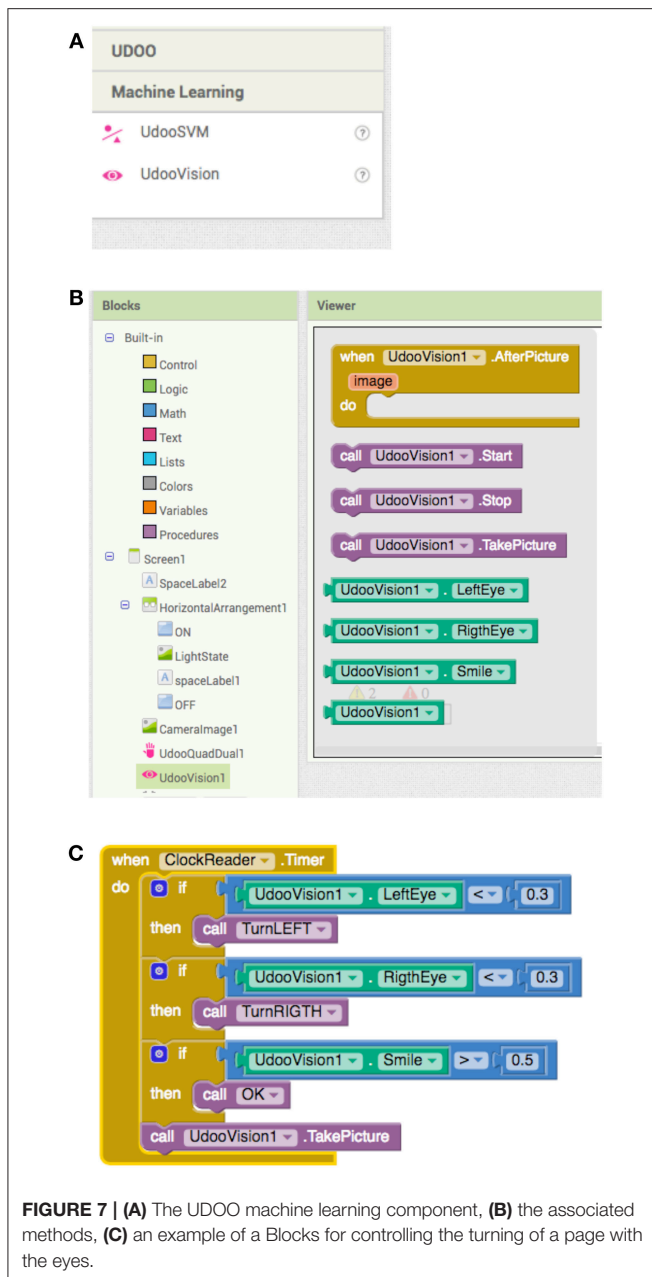 A
UDOO
Machine Learning
UdooSVM ?
UdooVision ?
B
Blocks
Built-in
Control
Logic
Math
Text
Lists
Colors
Variables
Procedures
Screen1
A SpaceLabel2
HorizontalArrangement1
ON
LightState
A spaceLabel1
OFF
CameraImage1
UdooQuadDual1
UdooVision1
Viewer
when UdooVision1 .AfterPicture
image
do
call UdooVision1 .Start
call UdooVision1 .Stop
call UdooVision1 .TakePicture
UdooVision1 . LeftEye
UdooVision1 . RigthEye
UdooVision1 . Smile
2 0
UdooVision1
C
when ClockReader .Timer
do if UdooVision1 . LeftEye < 0.3
then call TurnLEFT
if UdooVision1 . RigthEye < 0.3
then call TurnRIGTH
if UdooVision1 . Smile > 0.5
then call OK
call UdooVision1 .TakePicture
FIGURE 7 | (A) The UDOO machine learning component, (B) the associated
methods, (C) an example of a Blocks for controlling the turning of a page with
the eyes.